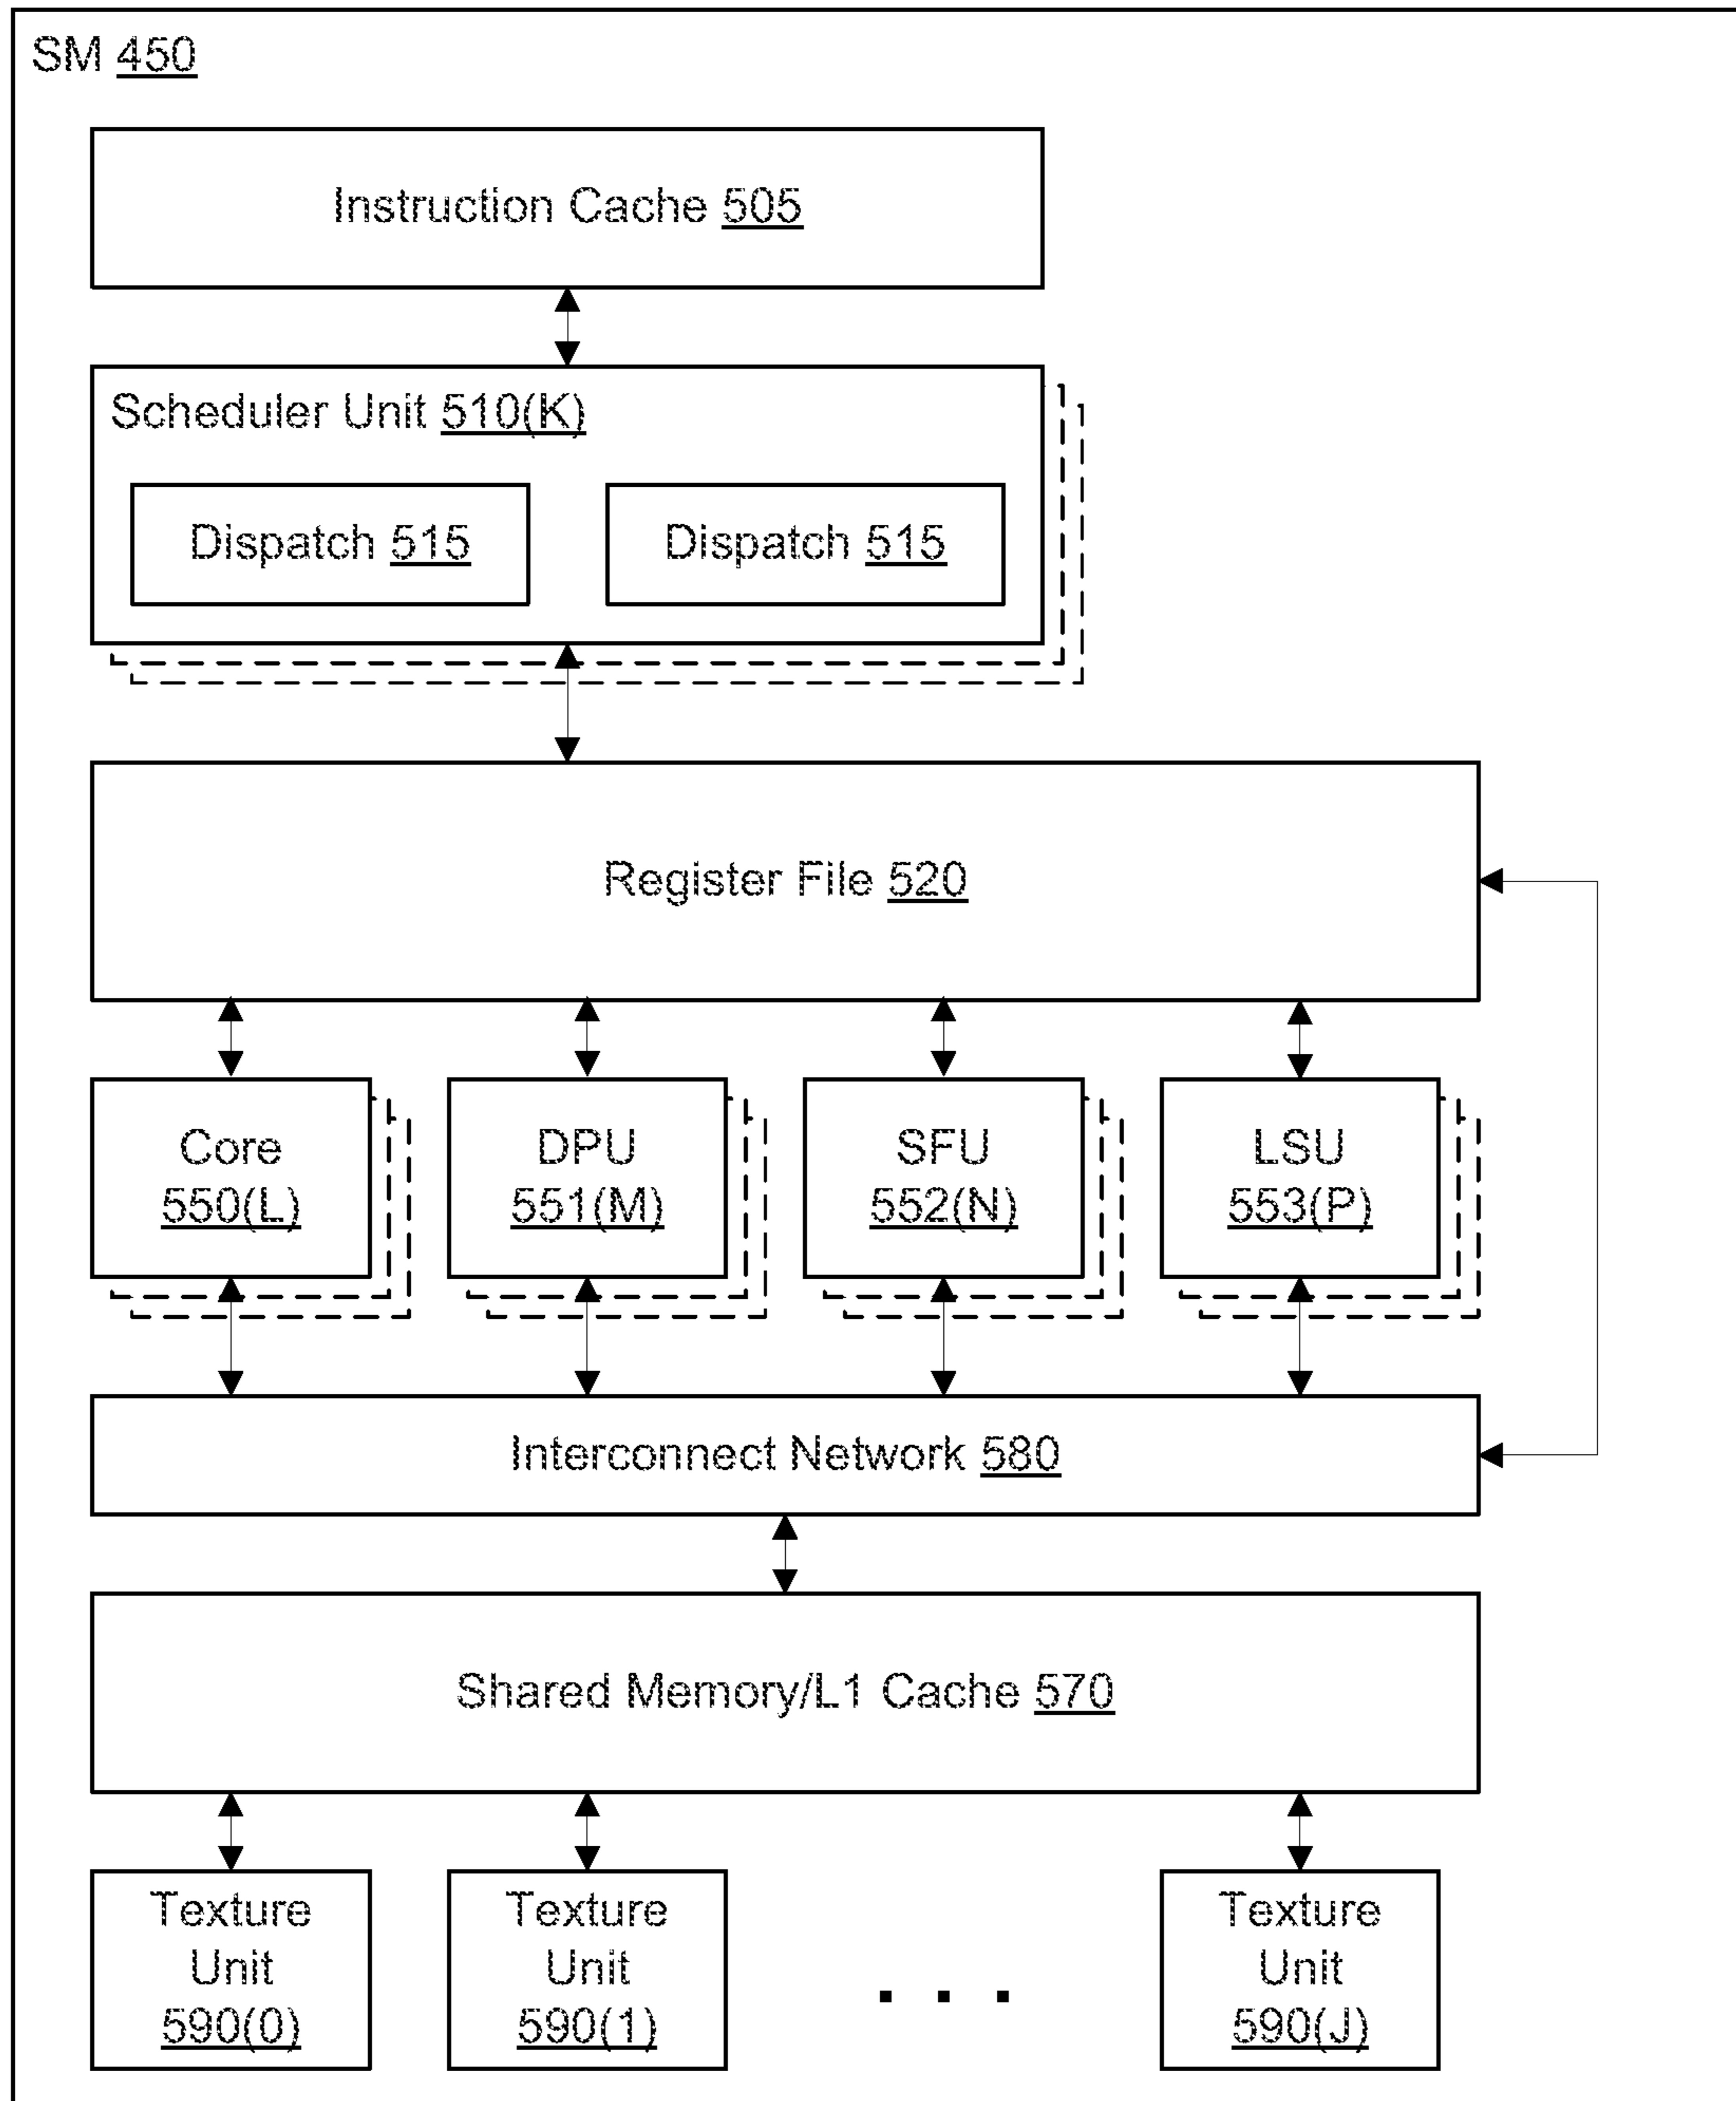 SM 450
Instruction Cache 505
Scheduler Unit 510(K)
Dispatch 515
Dispatch 515
Register File 520
Core
550(L)
DPU
551(M)
SFU
552(N)
LSU
553(P)
Interconnect Network 580
Shared Memory/L1 Cache 570
Texture
Unit
590(0)
Texture
Unit
590(1)
. . .
Texture
Unit
590(J)